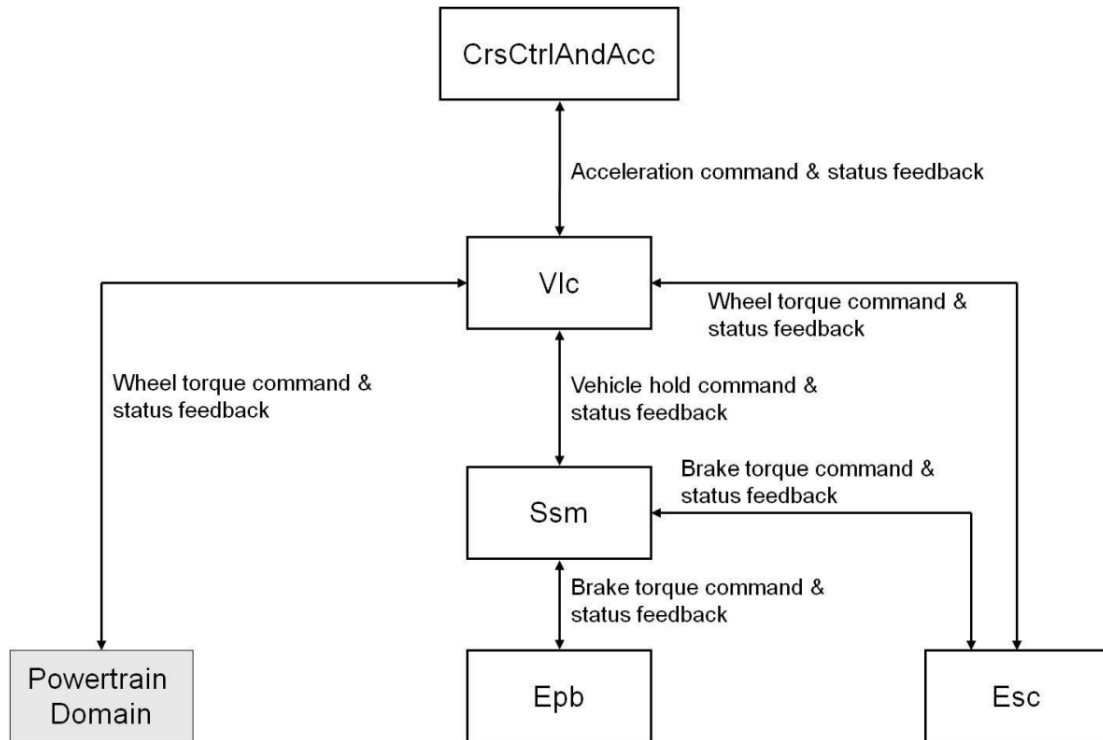 CrsCtrlAndAcc
Acceleration command & status feedback
Vlc
Wheel torque command &
status feedback
Wheel torque command &
status feedback
Vehicle hold command &
status feedback
Brake torque command &
status feedback
Ssm
Brake torque command &
status feedback
Powertrain
Domain
Epb
Esc